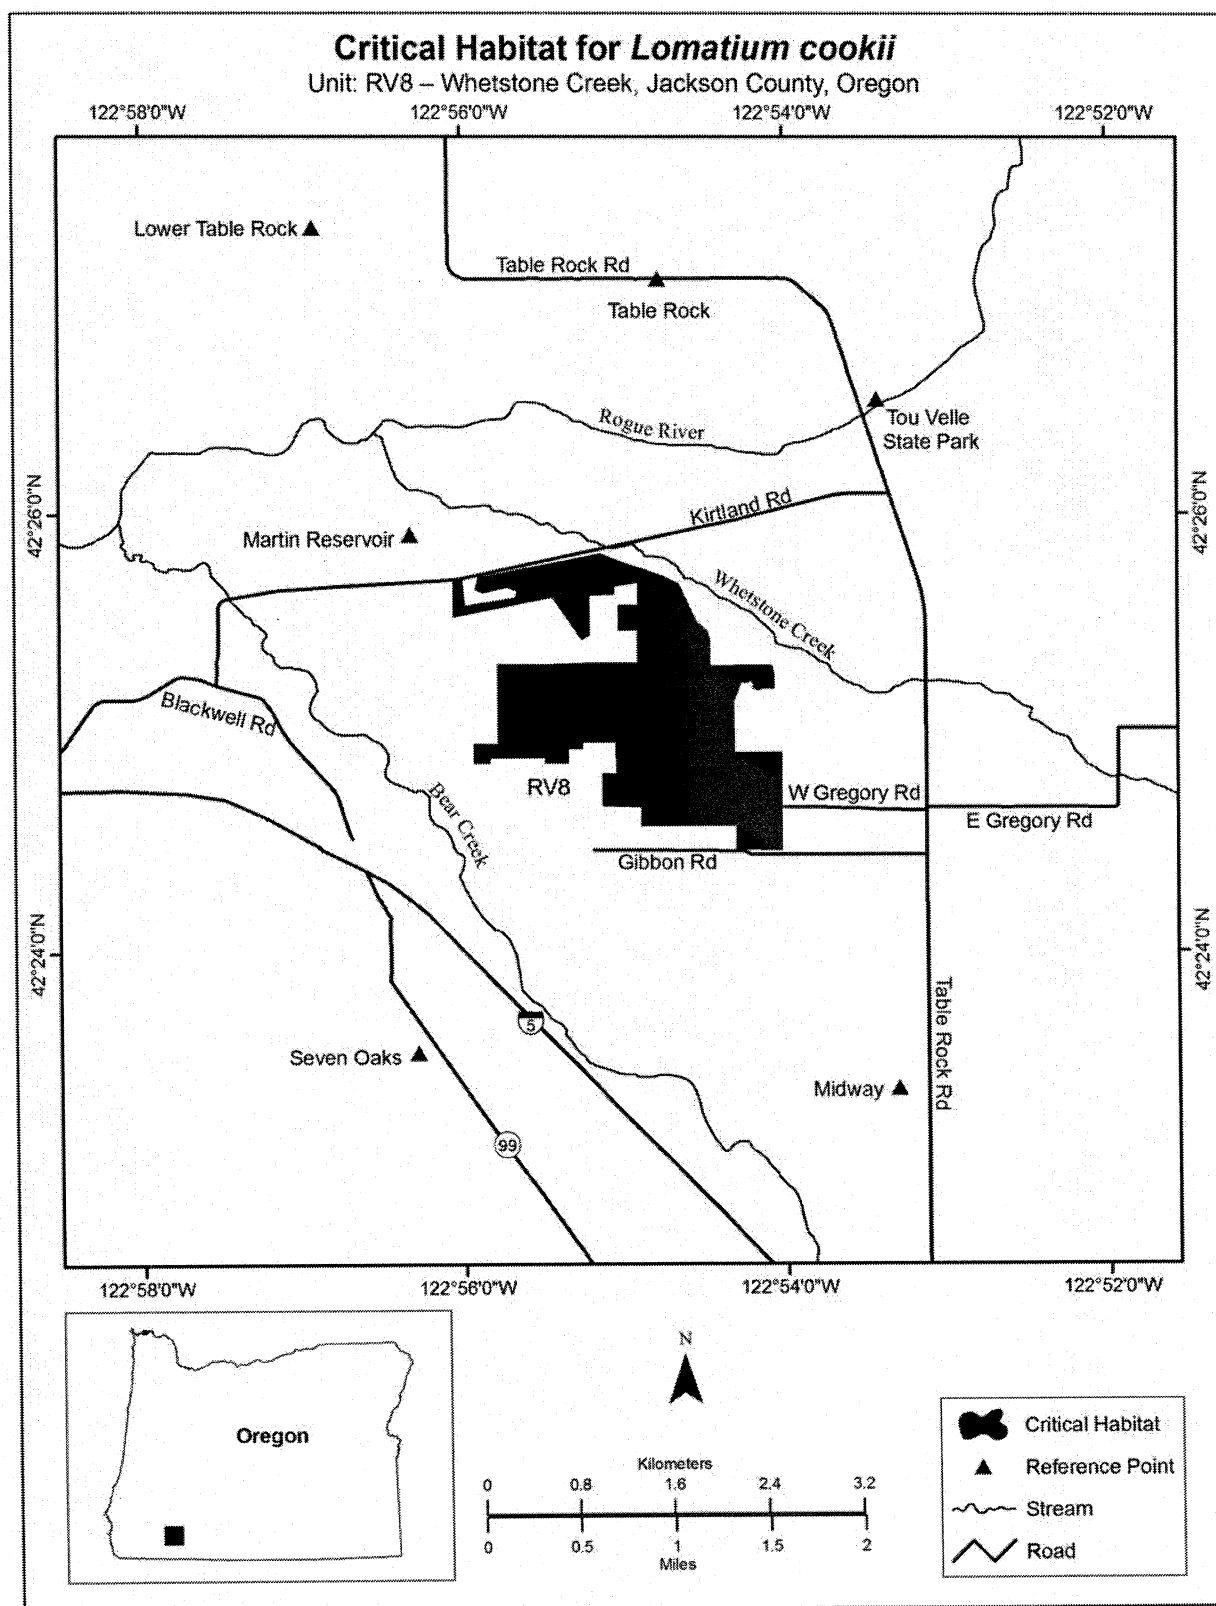 Critical Habitat for Lomatium cookii
Unit: RV8 – Whetstone Creek, Jackson County, Oregon
122°58'0"W
122°56'0"W
122°54'0"W
122°52'0"W
Lower Table Rock
Table Rock Rd
Table Rock
Tou Velle
State Park
Rogue River
42°26'0"N
42°26'0"N
Kirtland Rd
Martin Reservoir
Whetstone Creek
Blackwell Rd
RV8
W Gregory Rd
E Gregory Rd
Bear Creek
Gibbon Rd
42°24'0"N
42°24'0"N
Table Rock Rd
5
Seven Oaks
Midway
99
122°58'0"W
122°56'0"W
122°54'0"W
122°52'0"W
N
Oregon
Kilometers
0 0.8 1.6 2.4 3.2
0 0.5 1 1.5 2
Miles
Critical Habitat
Reference Point
Stream
Road